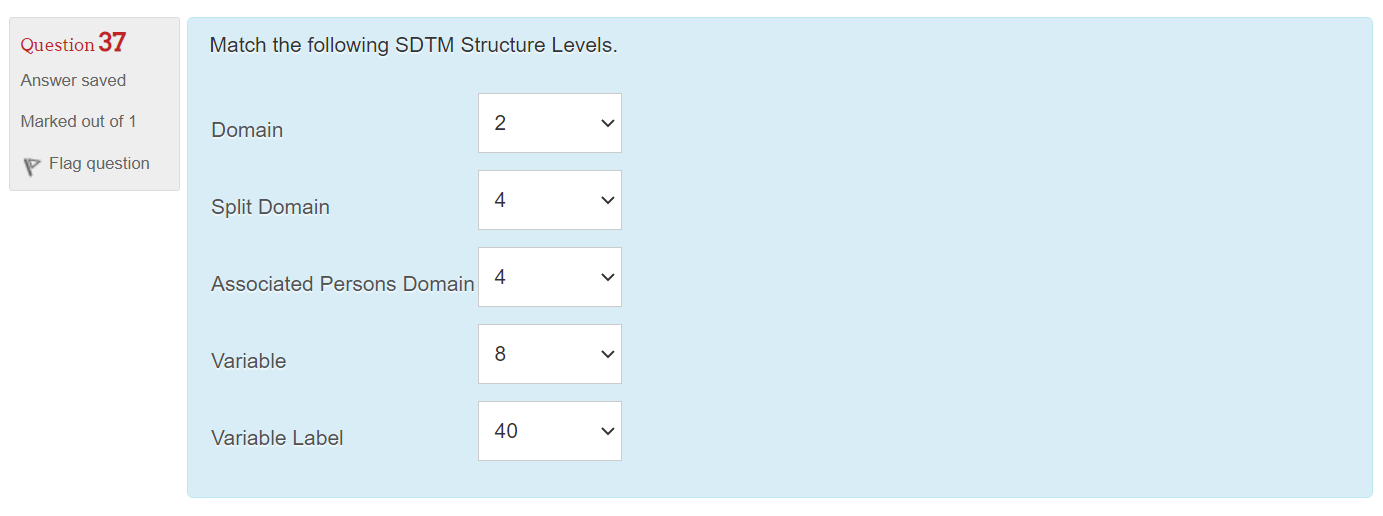 Question 37
Answer saved
Marked out of 1
Flag question
Match the following SDTM Structure Levels.
Domain 2
Split Domain 4
Associated Persons Domain 4
Variable 8
Variable Label 40